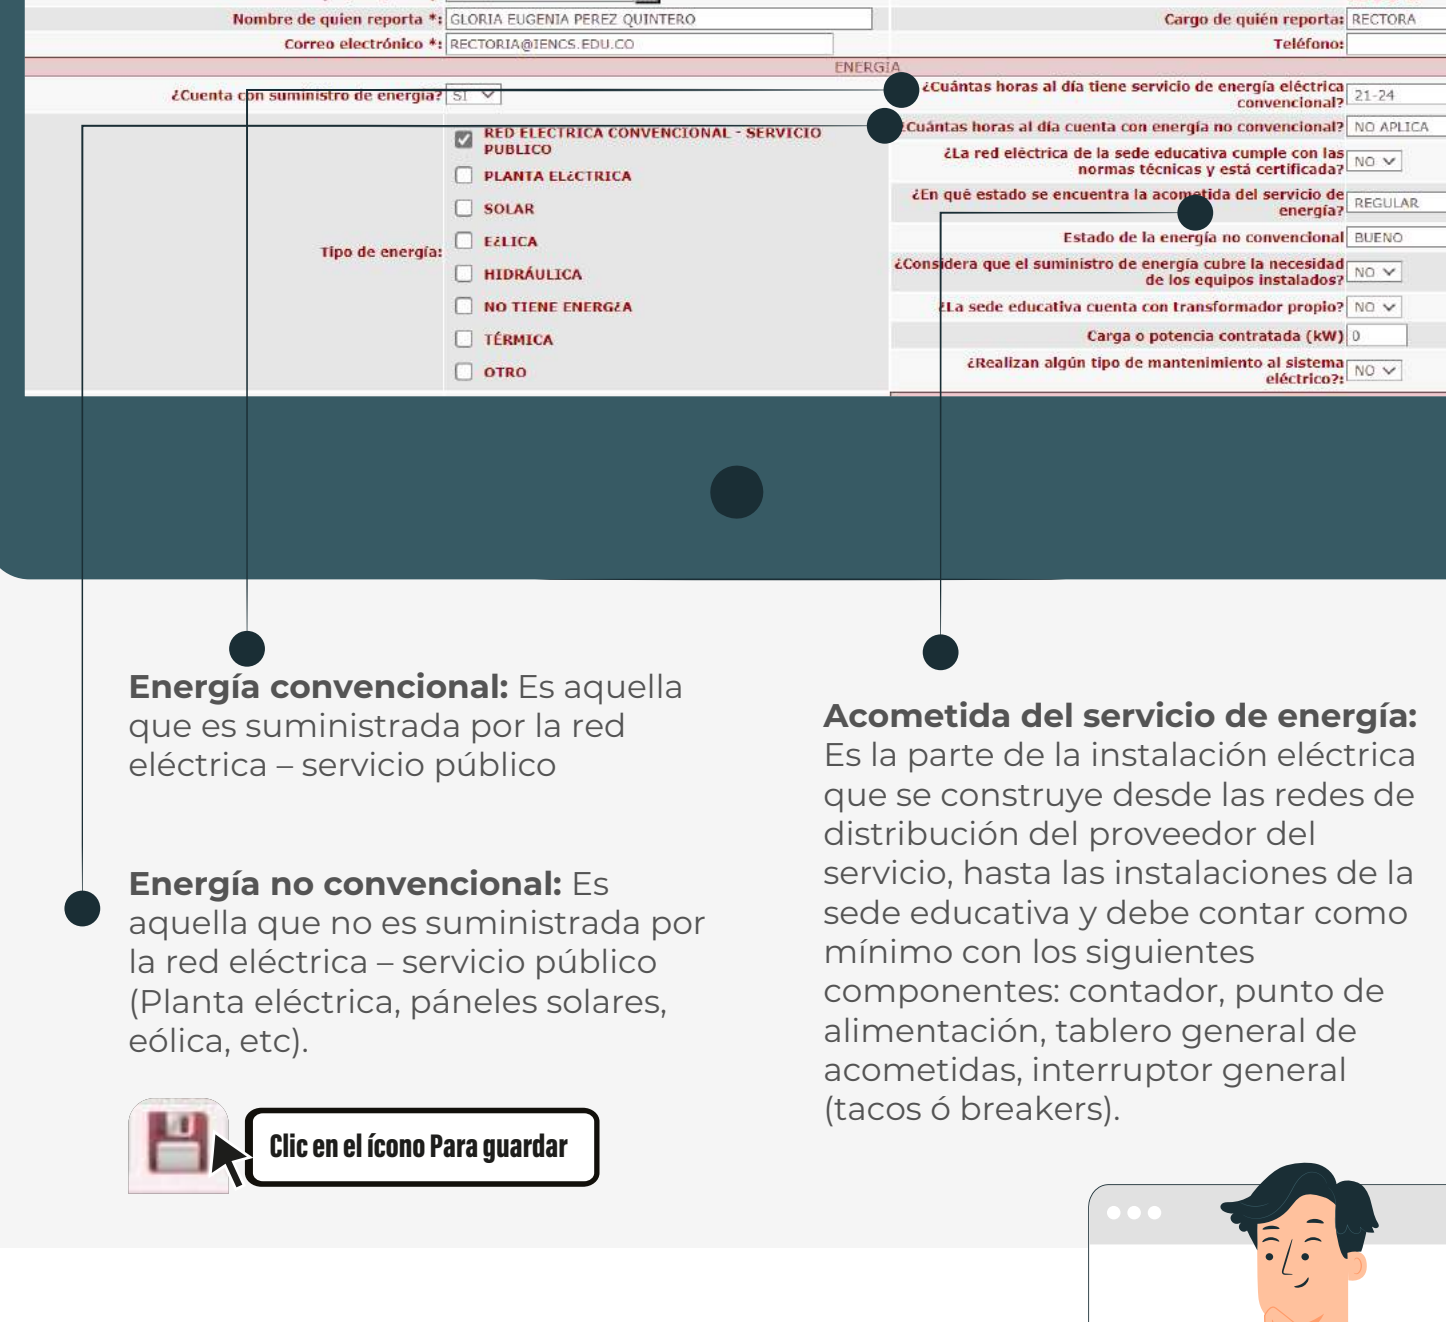 Nombre de quien reporta *: GLORIA EUGENIA PEREZ QUINTERO
Cargo de quién reporta: RECTORA
Correo electrónico *: RECTORIA@IENCS.EDU.CO
Teléfono:
ENERGÍA
¿Cuenta con suministro de energía? SI
Tipo de energía:
RED ELECTRICA CONVENCIONAL - SERVICIO
PUBLICO
PLANTA EL¿CTRICA
SOLAR
E¿LICA
HIDRÁULICA
NO TIENE ENERG¿A
TÉRMICA
OTRO
¿Cuántas horas al día tiene servicio de energía eléctrica
convencional? 21-24
¿Cuántas horas al día cuenta con energía no convencional? NO APLICA
¿La red eléctrica de la sede educativa cumple con las
normas técnicas y está certificada? NO
¿En qué estado se encuentra la acometida del servicio de
energía? REGULAR
Estado de la energía no convencional BUENO
¿Considera que el suministro de energía cubre la necesidad
de los equipos instalados? NO
¿La sede educativa cuenta con transformador propio? NO
Carga o potencia contratada (kW) 0
¿Realizan algún tipo de mantenimiento al sistema
eléctrico?: NO
Energía convencional: Es aquella
que es suministrada por la red
eléctrica – servicio público
Energía no convencional: Es
aquella que no es suministrada por
la red eléctrica – servicio público
(Planta eléctrica, páneles solares,
eólica, etc).
Clic en el ícono Para guardar
Acometida del servicio de energía:
Es la parte de la instalación eléctrica
que se construye desde las redes de
distribución del proveedor del
servicio, hasta las instalaciones de la
sede educativa y debe contar como
mínimo con los siguientes
componentes: contador, punto de
alimentación, tablero general de
acometidas, interruptor general
(tacos ó breakers).